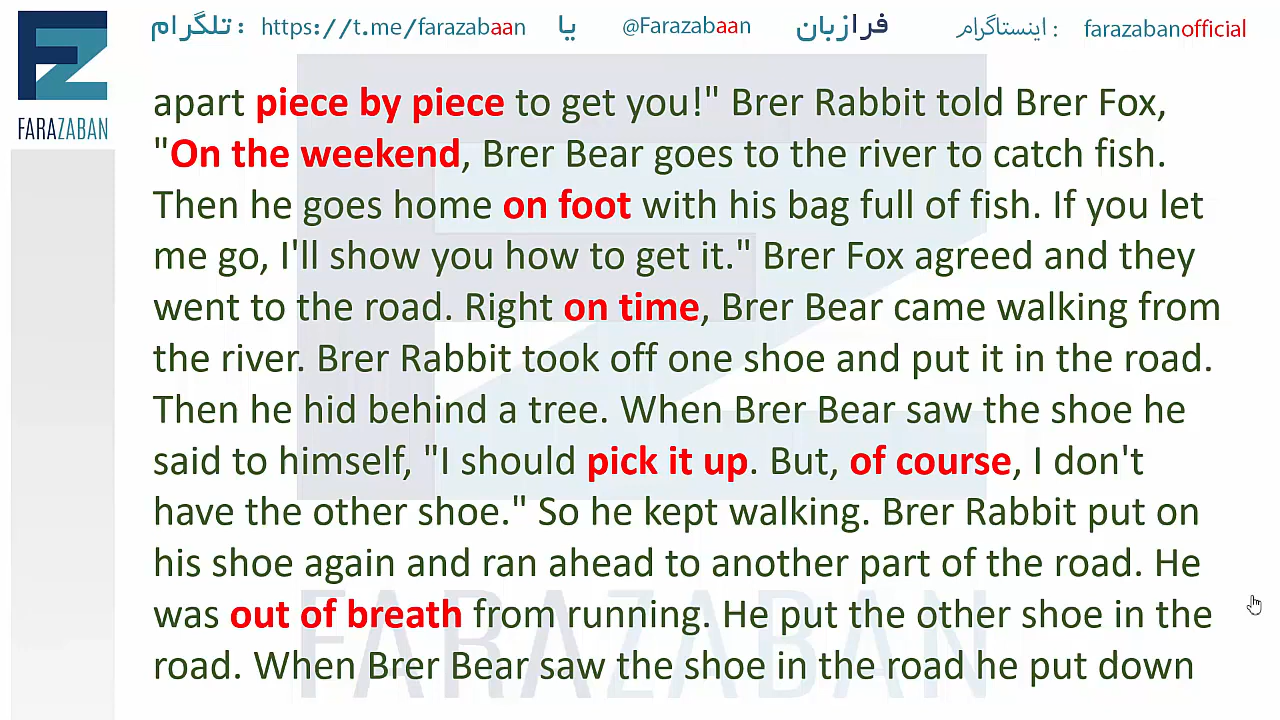 تلگرام : https://t.me/farazabaan یا @Farazabaan فرازبان اینستاگرام : farazabanofficial
FZ
FARAZABAN
apart piece by piece to get you!" Brer Rabbit told Brer Fox,
"On the weekend, Brer Bear goes to the river to catch fish.
Then he goes home on foot with his bag full of fish. If you let
me go, I'll show you how to get it." Brer Fox agreed and they
went to the road. Right on time, Brer Bear came walking from
the river. Brer Rabbit took off one shoe and put it in the road.
Then he hid behind a tree. When Brer Bear saw the shoe he
said to himself, "I should pick it up. But, of course, I don't
have the other shoe." So he kept walking. Brer Rabbit put on
his shoe again and ran ahead to another part of the road. He
was out of breath from running. He put the other shoe in the
road. When Brer Bear saw the shoe in the road he put down
FARAZABAN